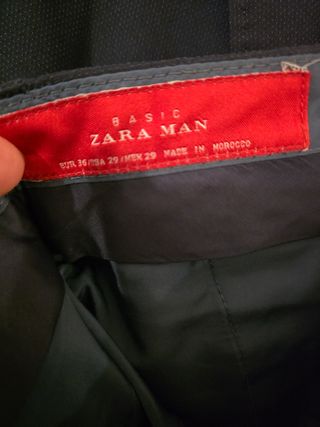 BASIC
ZARA MAN
EUR 36/USA 29/MEX 29 MADE IN MOROCCO